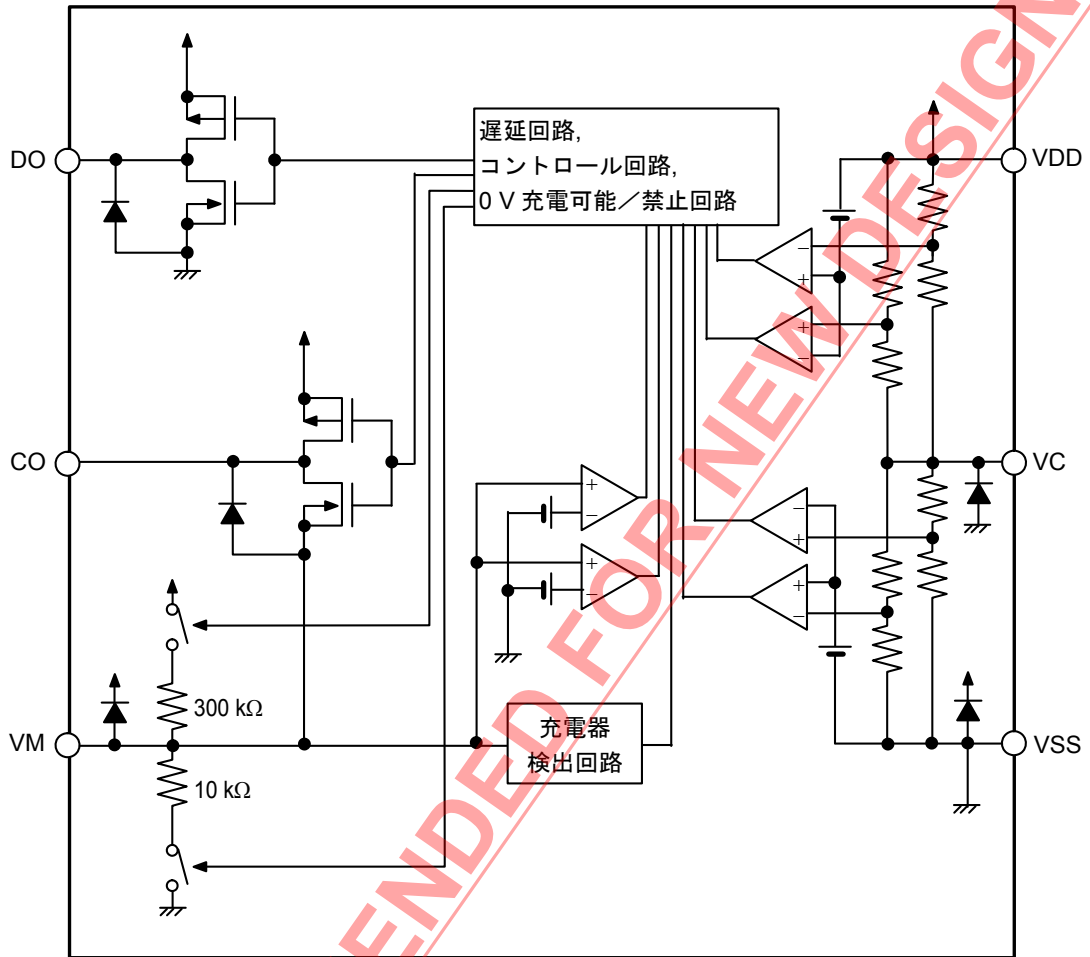 遅延回路,
コントロール回路,
0 V 充電可能／禁止回路
DO
VDD
−
+
+
−
CO
VC
+
−
+
−
−
+
+
−
300 kΩ
VM
10 kΩ
充電器
検出回路
VSS
ENDED FOR NEW DESIGN